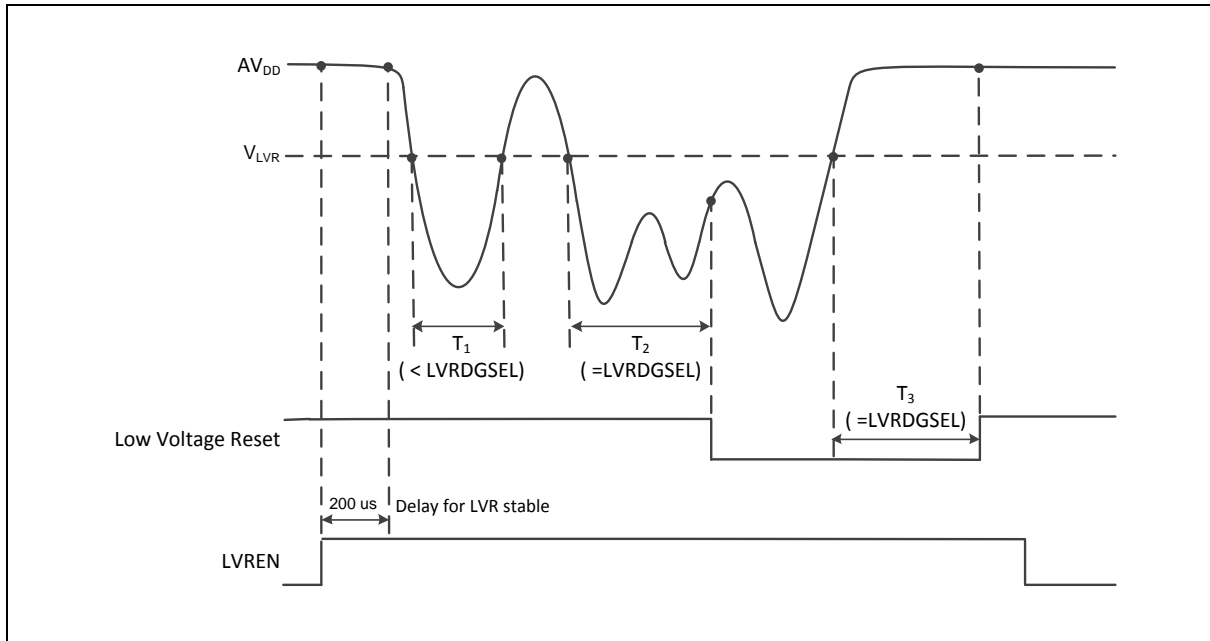 AVDD
VLVR
T1
( < LVRDGSEL)
T2
( =LVRDGSEL)
T3
( =LVRDGSEL)
Low Voltage Reset
200 us
Delay for LVR stable
LVREN